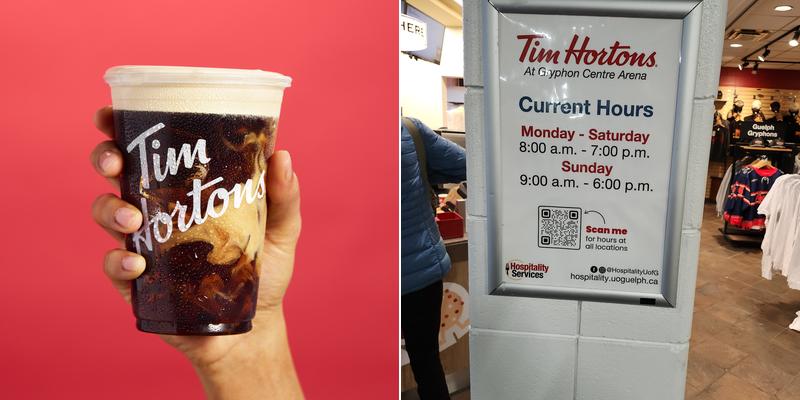 Tim
Hortons
HERE
Tim Hortons.
At Gryphon Centre Arena
Current Hours
Monday - Saturday
8:00 a.m. - 7:00 p.m.
Sunday
9:00 a.m. - 6:00 p.m.
Scan me
for hours at
all locations
Hospitality
Services
@HospitalityUofG
hospitality.uoguelph.ca
Guelph
Gryphons